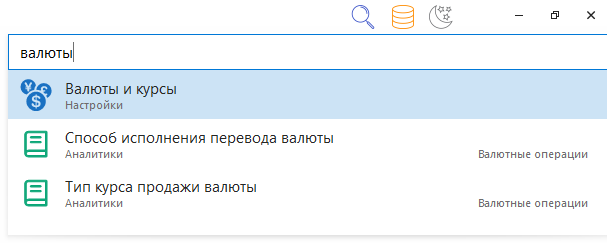 валюты
Валюты и курсы
Настройки
Способ исполнения перевода валюты
Аналитики Валютные операции
Тип курса продажи валюты
Аналитики Валютные операции